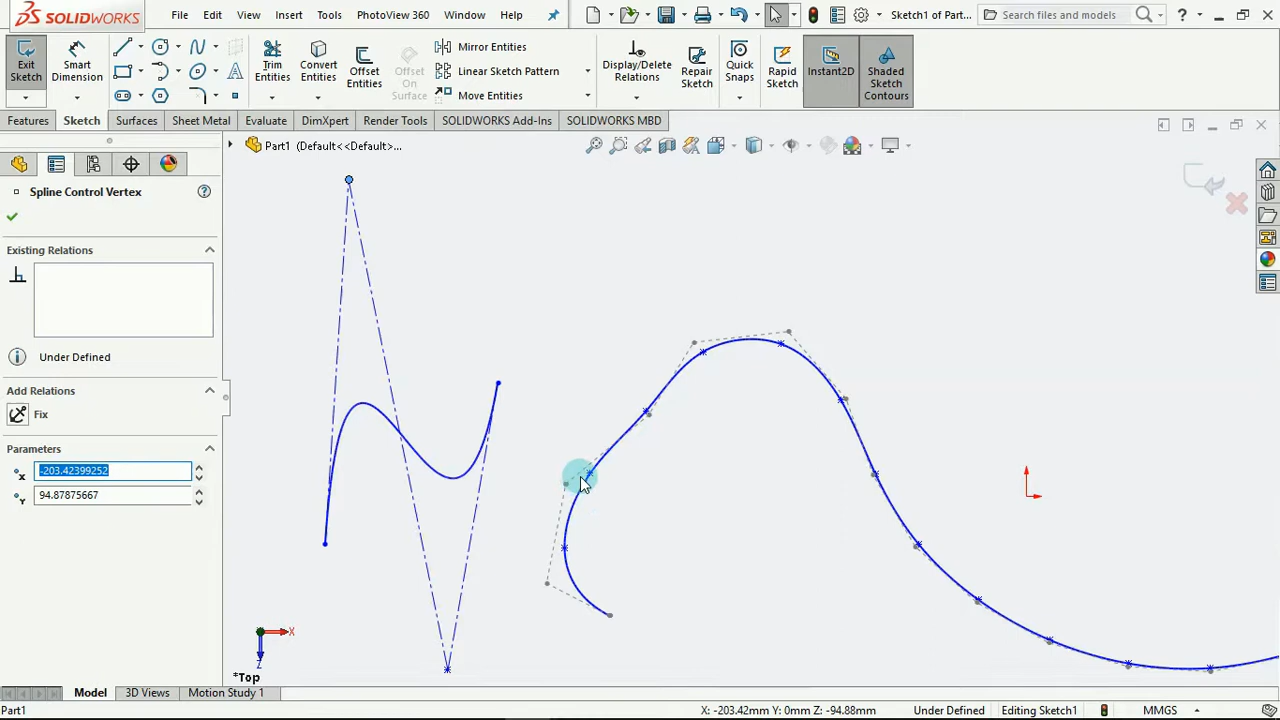 SOLIDWORKS File Edit View Insert Tools PhotoView 360 Window Help Sketch1 of Part... Search files and models ?
Exit Sketch
Smart Dimension
Trim Entities
Convert Entities
Offset Entities
Offset On Surface
Mirror Entities
Linear Sketch Pattern
Move Entities
Display/Delete Relations
Repair Sketch
Quick Snaps
Rapid Sketch
Instant2D
Shaded Sketch Contours
Features Sketch Surfaces Sheet Metal Evaluate DimXpert Render Tools SOLIDWORKS Add-Ins SOLIDWORKS MBD
Part1 (Default<<Default>...
Spline Control Vertex
Existing Relations
Under Defined
Add Relations
Fix
Parameters
X -203.42399252
Y 94.87875667
X
Z
*Top
Model 3D Views Motion Study 1
Part1 X: -203.42mm Y: 0mm Z: -94.88mm Under Defined Editing Sketch1 MMGS